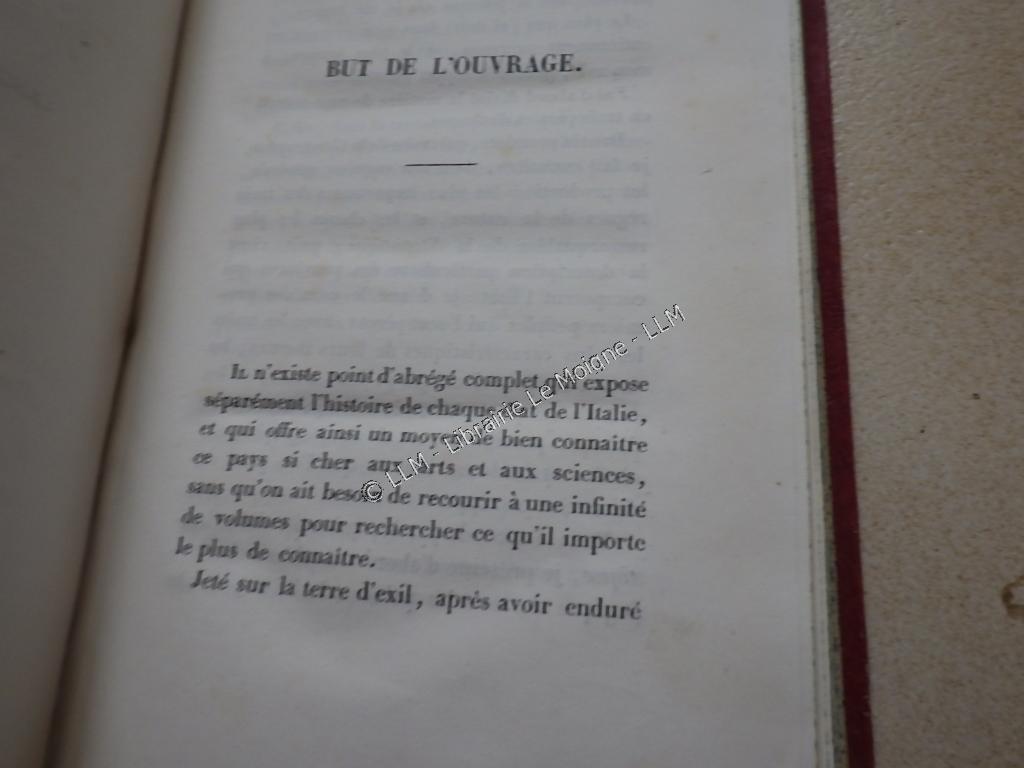 BUT DE L'OUVRAGE.
IL n'existe point d'abrégé complet qui expose
séparément l'histoire de chaque état de l'Italie,
et qui offre ainsi un moyen de bien connaitre
ce pays si cher aux arts et aux sciences,
sans qu'on ait besoin de recourir à une infinité
de volumes pour rechercher ce qu'il importe
le plus de connaitre.
Jeté sur la terre d'exil, après avoir enduré
© LLM - Librairie Le Moigne - LLM